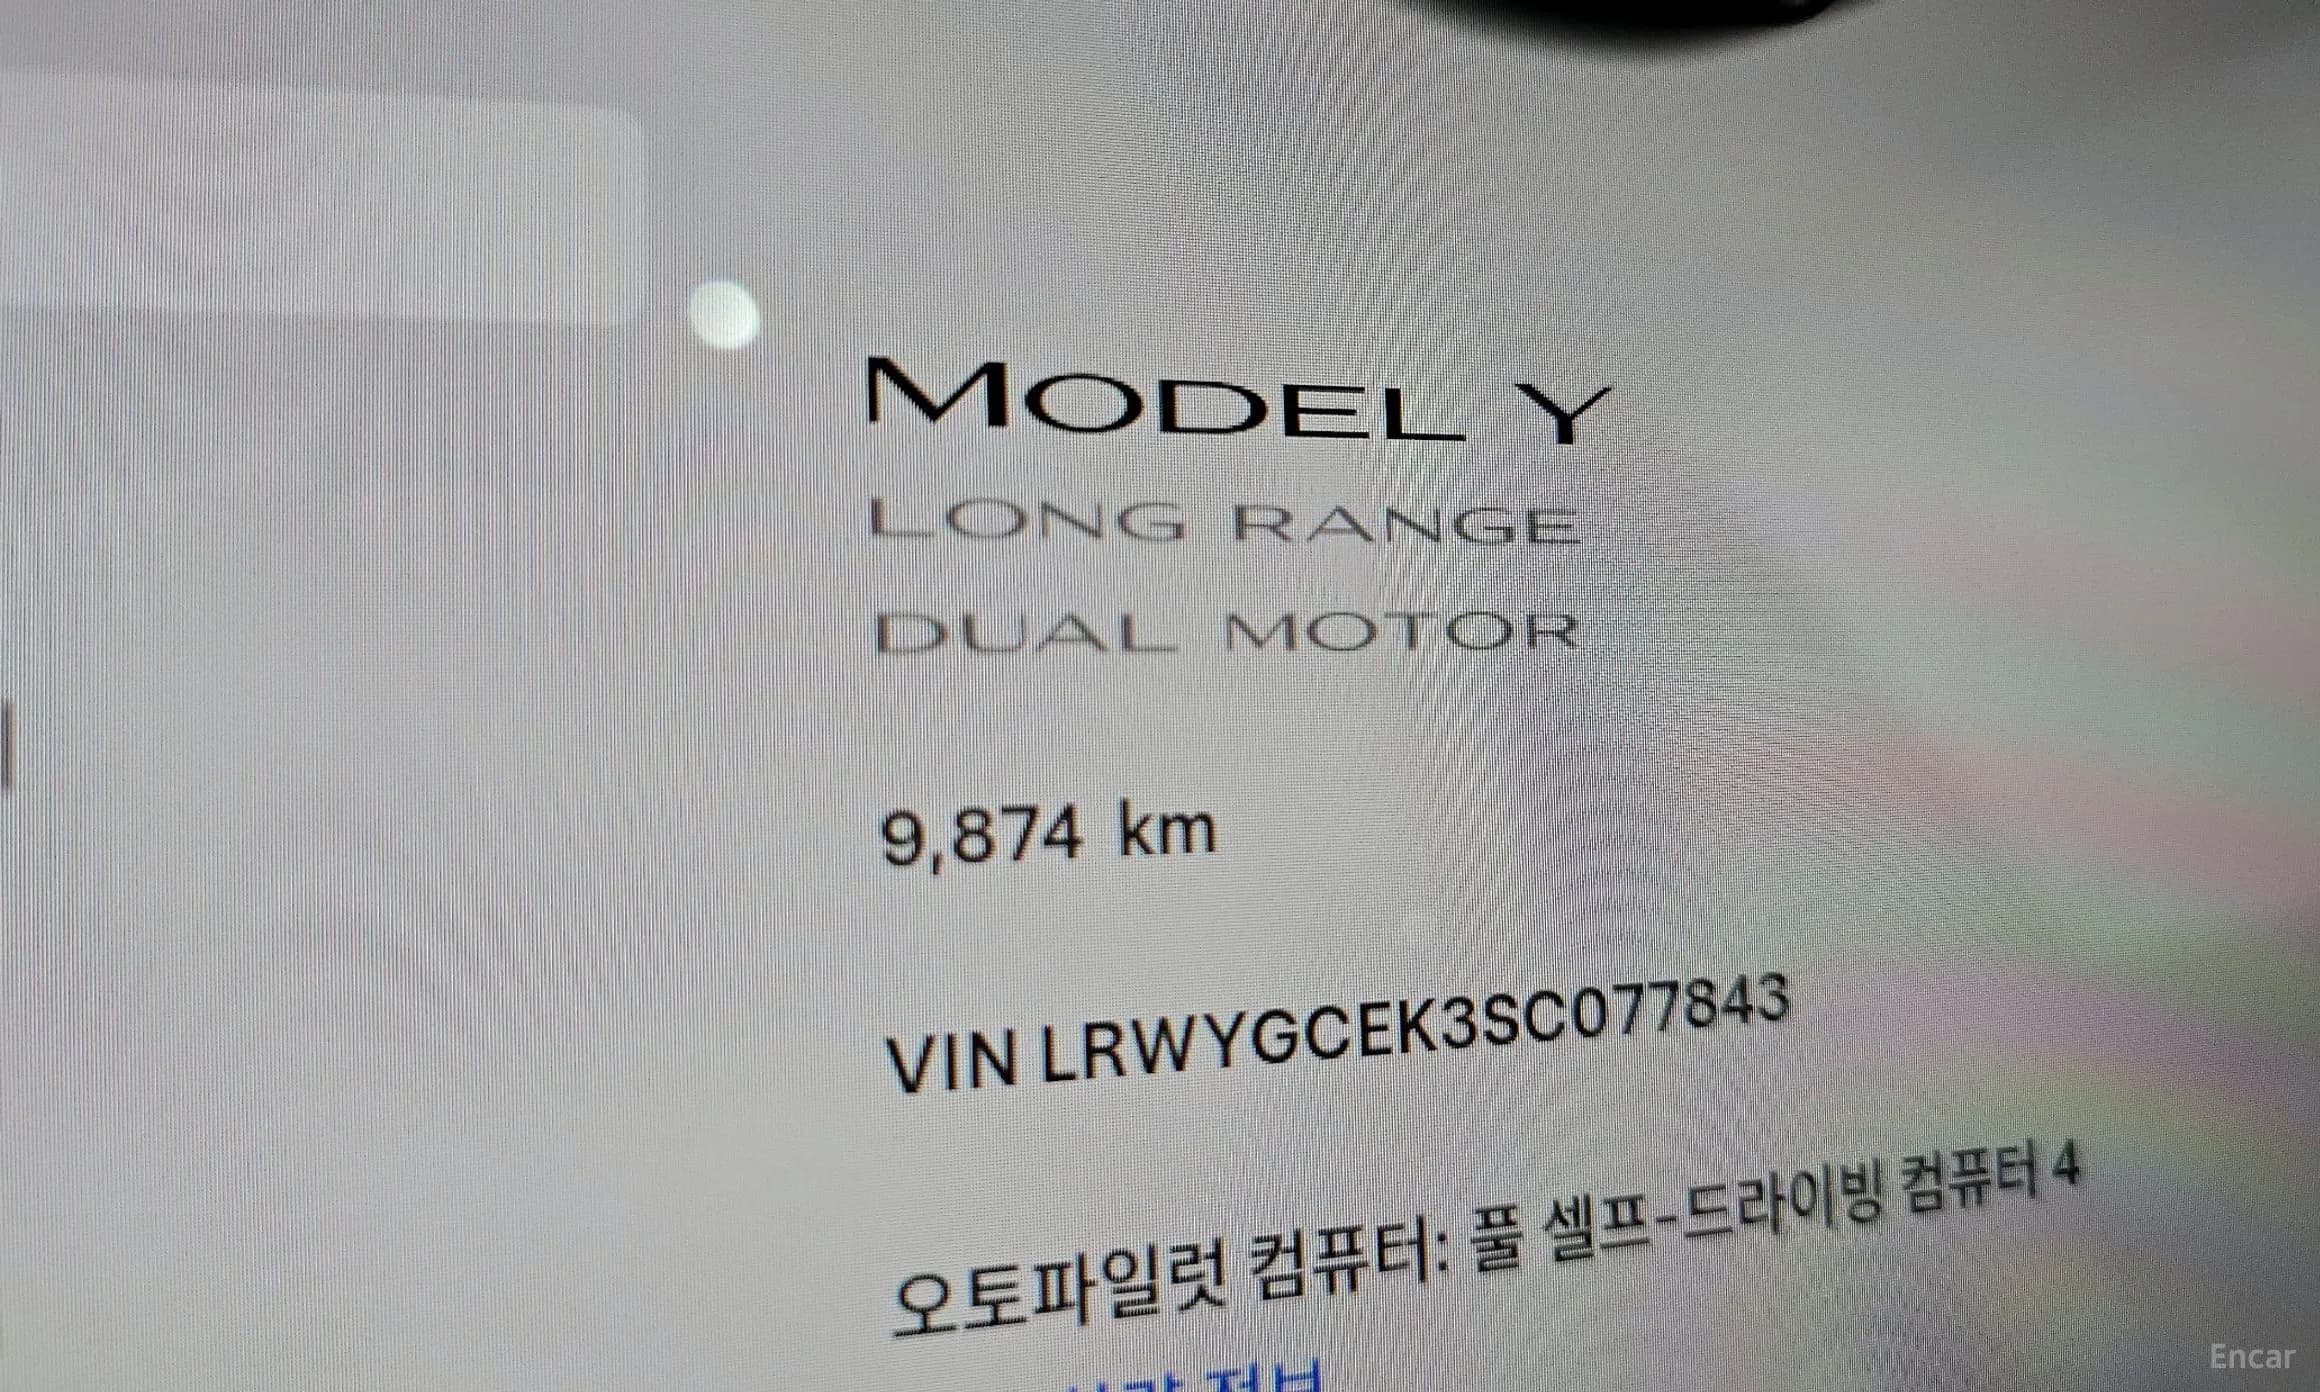 MODEL Y
LONG RANGE
DUAL MOTOR
9,874 km
VIN LRWYGCEK3SC077843
오토파일럿 컴퓨터: 풀 셀프-드라이빙 컴퓨터 4
Encar